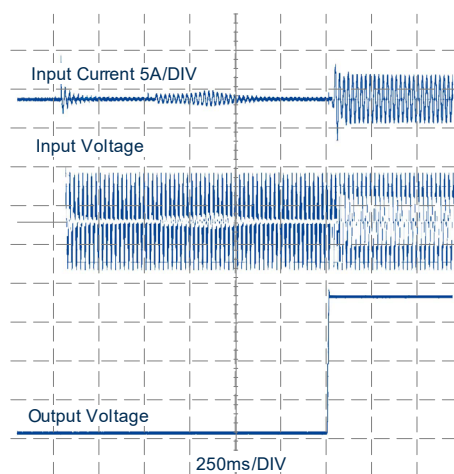 Input Current 5A/DIV
Input Voltage
Output Voltage
250ms/DIV